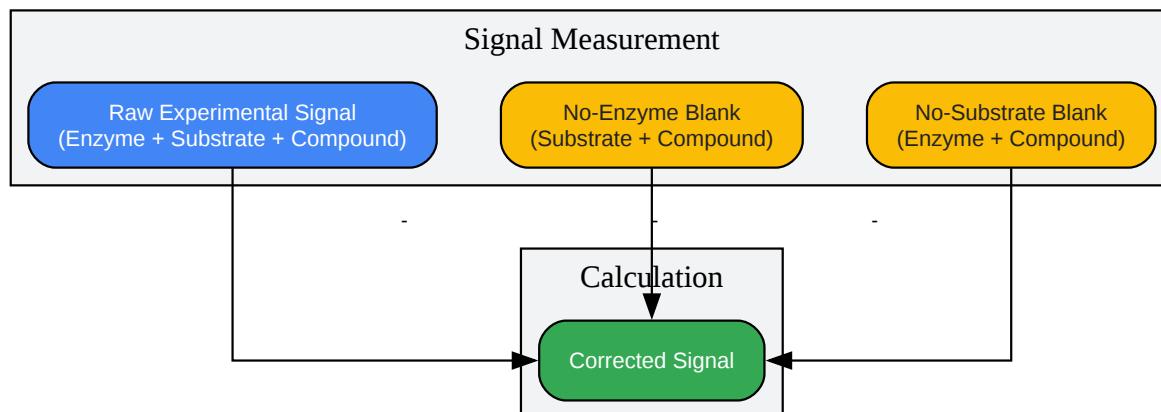 Signal Measurement
Raw Experimental Signal
(Enzyme + Substrate + Compound)
No-Enzyme Blank
(Substrate + Compound)
No-Substrate Blank
(Enzyme + Compound)
-
-
-
Calculation
Corrected Signal